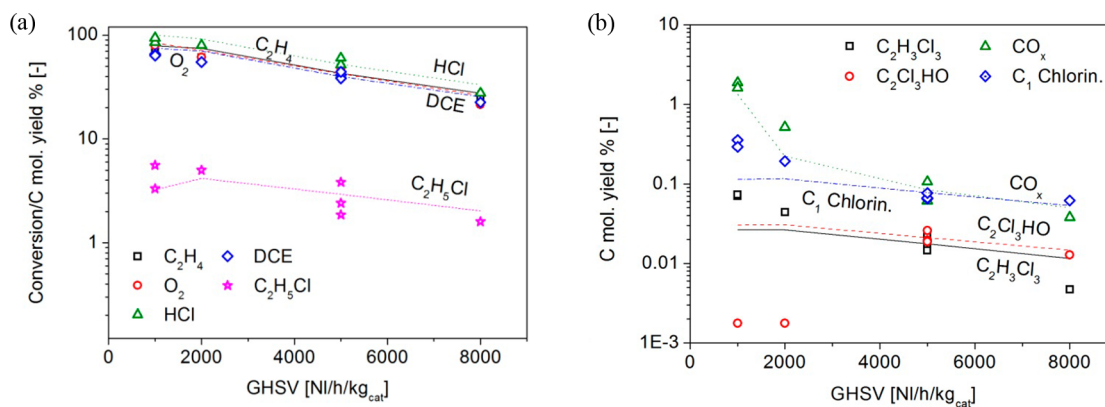 (a)
Conversion/C mol. yield % [-]
100
10
1
C₂H₄
O₂
HCl
DCE
C₂H₅Cl
C₂H₄
DCE
O₂
C₂H₅Cl
HCl
0
2000
4000
6000
8000
GHSV [Nl/h/kg_cat]
(b)
C mol. yield % [-]
10
1
0.1
0.01
1E-3
C₂H₃Cl₃
COₓ
C₂Cl₃HO
C₁ Chlorin.
COₓ
C₁ Chlorin.
C₂Cl₃HO
C₂H₃Cl₃
0
2000
4000
6000
8000
GHSV [Nl/h/kg_cat]